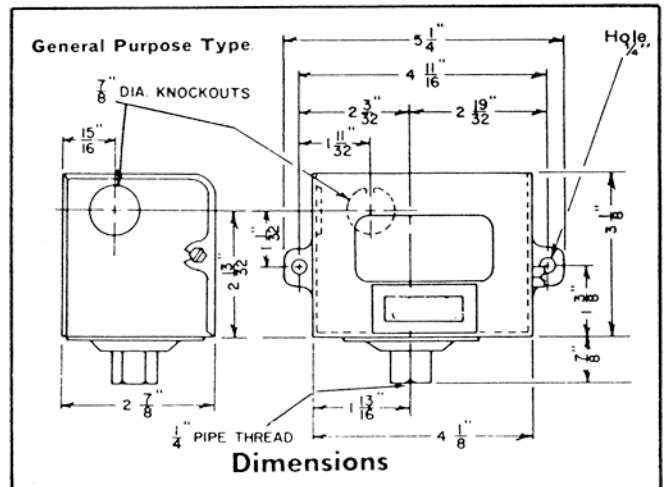 General Purpose Type
5 1/4"
Hole 1/4"
4 11/16"
7/8" DIA. KNOCKOUTS
2 3/32"
2 19/32"
15/16"
1 11/32"
3 1/8"
2 13/32"
1 3/8"
7/8"
2 7/8"
1 13/16"
1/4" PIPE THREAD
4 1/8"
Dimensions